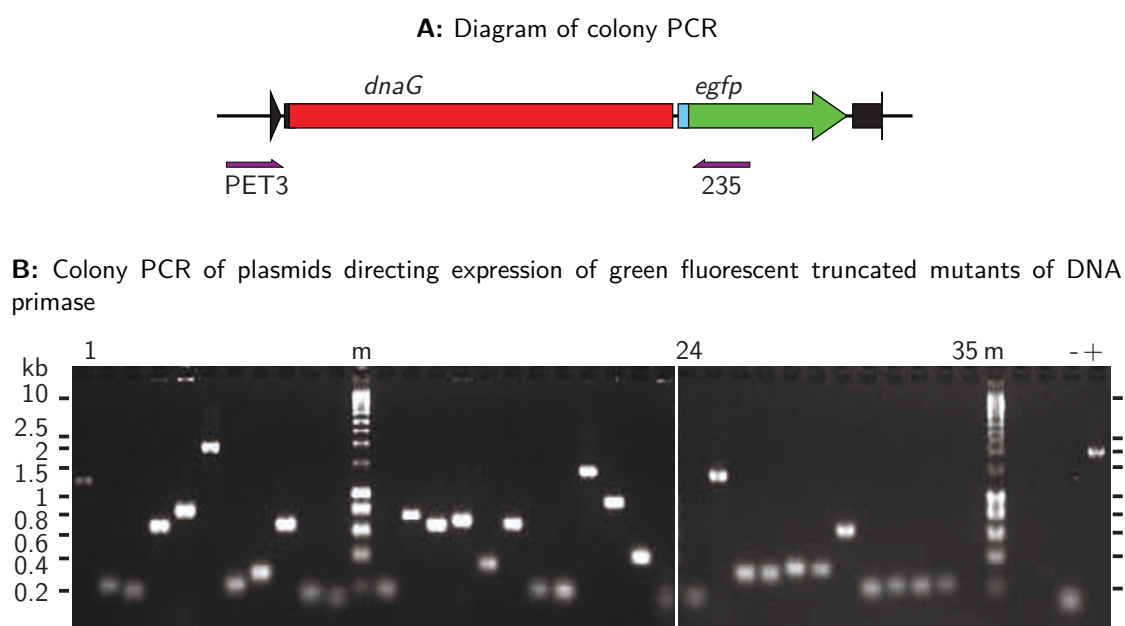 A: Diagram of colony PCR
dnaG egfp
PET3 235
B: Colony PCR of plasmids directing expression of green fluorescent truncated mutants of DNA
primase
1 m 24 35 m - +
kb
10
2.5
2
1.5
1
0.8
0.6
0.4
0.2